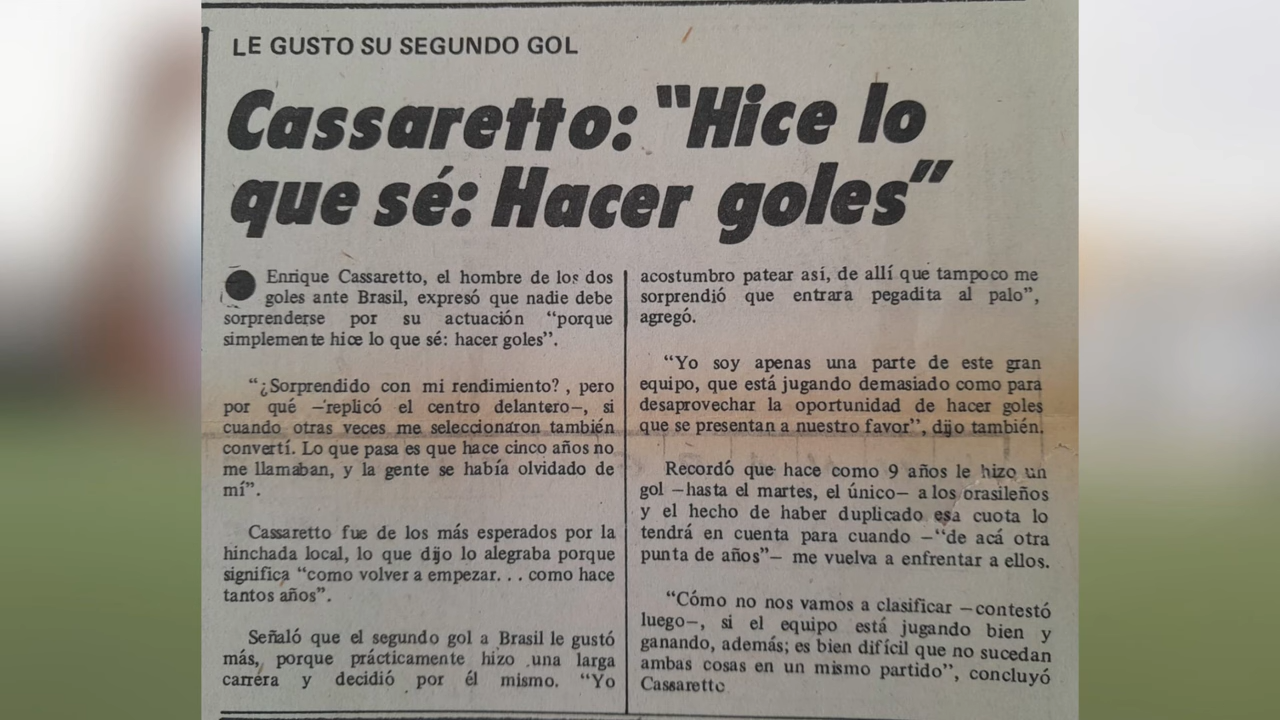 LE GUSTO SU SEGUNDO GOL
Cassaretto: “Hice lo
que sé: Hacer goles”
Enrique Cassaretto, el hombre de los dos
goles ante Brasil, expresó que nadie debe
sorprenderse por su actuación “porque
simplemente hice lo que sé: hacer goles”.
“¿Sorprendido con mi rendimiento? , pero
por qué —replicó el centro delantero—, si
cuando otras veces me seleccionaron también
convertí. Lo que pasa es que hace cinco años no
me llamaban, y la gente se había olvidado de
mí”.
Cassaretto fue de los más esperados por la
hinchada local, lo que dijo lo alegraba porque
significa “como volver a empezar. . . como hace
tantos años”.
Señaló que el segundo gol a Brasil le gustó
más, porque prácticamente hizo una larga
carrera y decidió por él mismo. “Yo
acostumbro patear así, de allí que tampoco me
sorprendió que entrara pegadita al palo”,
agregó.
“Yo soy apenas una parte de este gran
equipo, que está jugando demasiado como para
desaprovechar la oportunidad de hacer goles
que se presentan a nuestro favor”, dijo también.
Recordó que hace como 9 años le hizo un
gol —hasta el martes, el único— a los orasileños
y el hecho de haber duplicado esa cuota lo
tendrá en cuenta para cuando —“de acá otra
punta de años”— me vuelva a enfrentar a ellos.
“Cómo no nos vamos a clasificar —contestó
luego—, si el equipo está jugando bien y
ganando, además; es bien difícil que no sucedan
ambas cosas en un mismo partido”, concluyó
Cassaretto